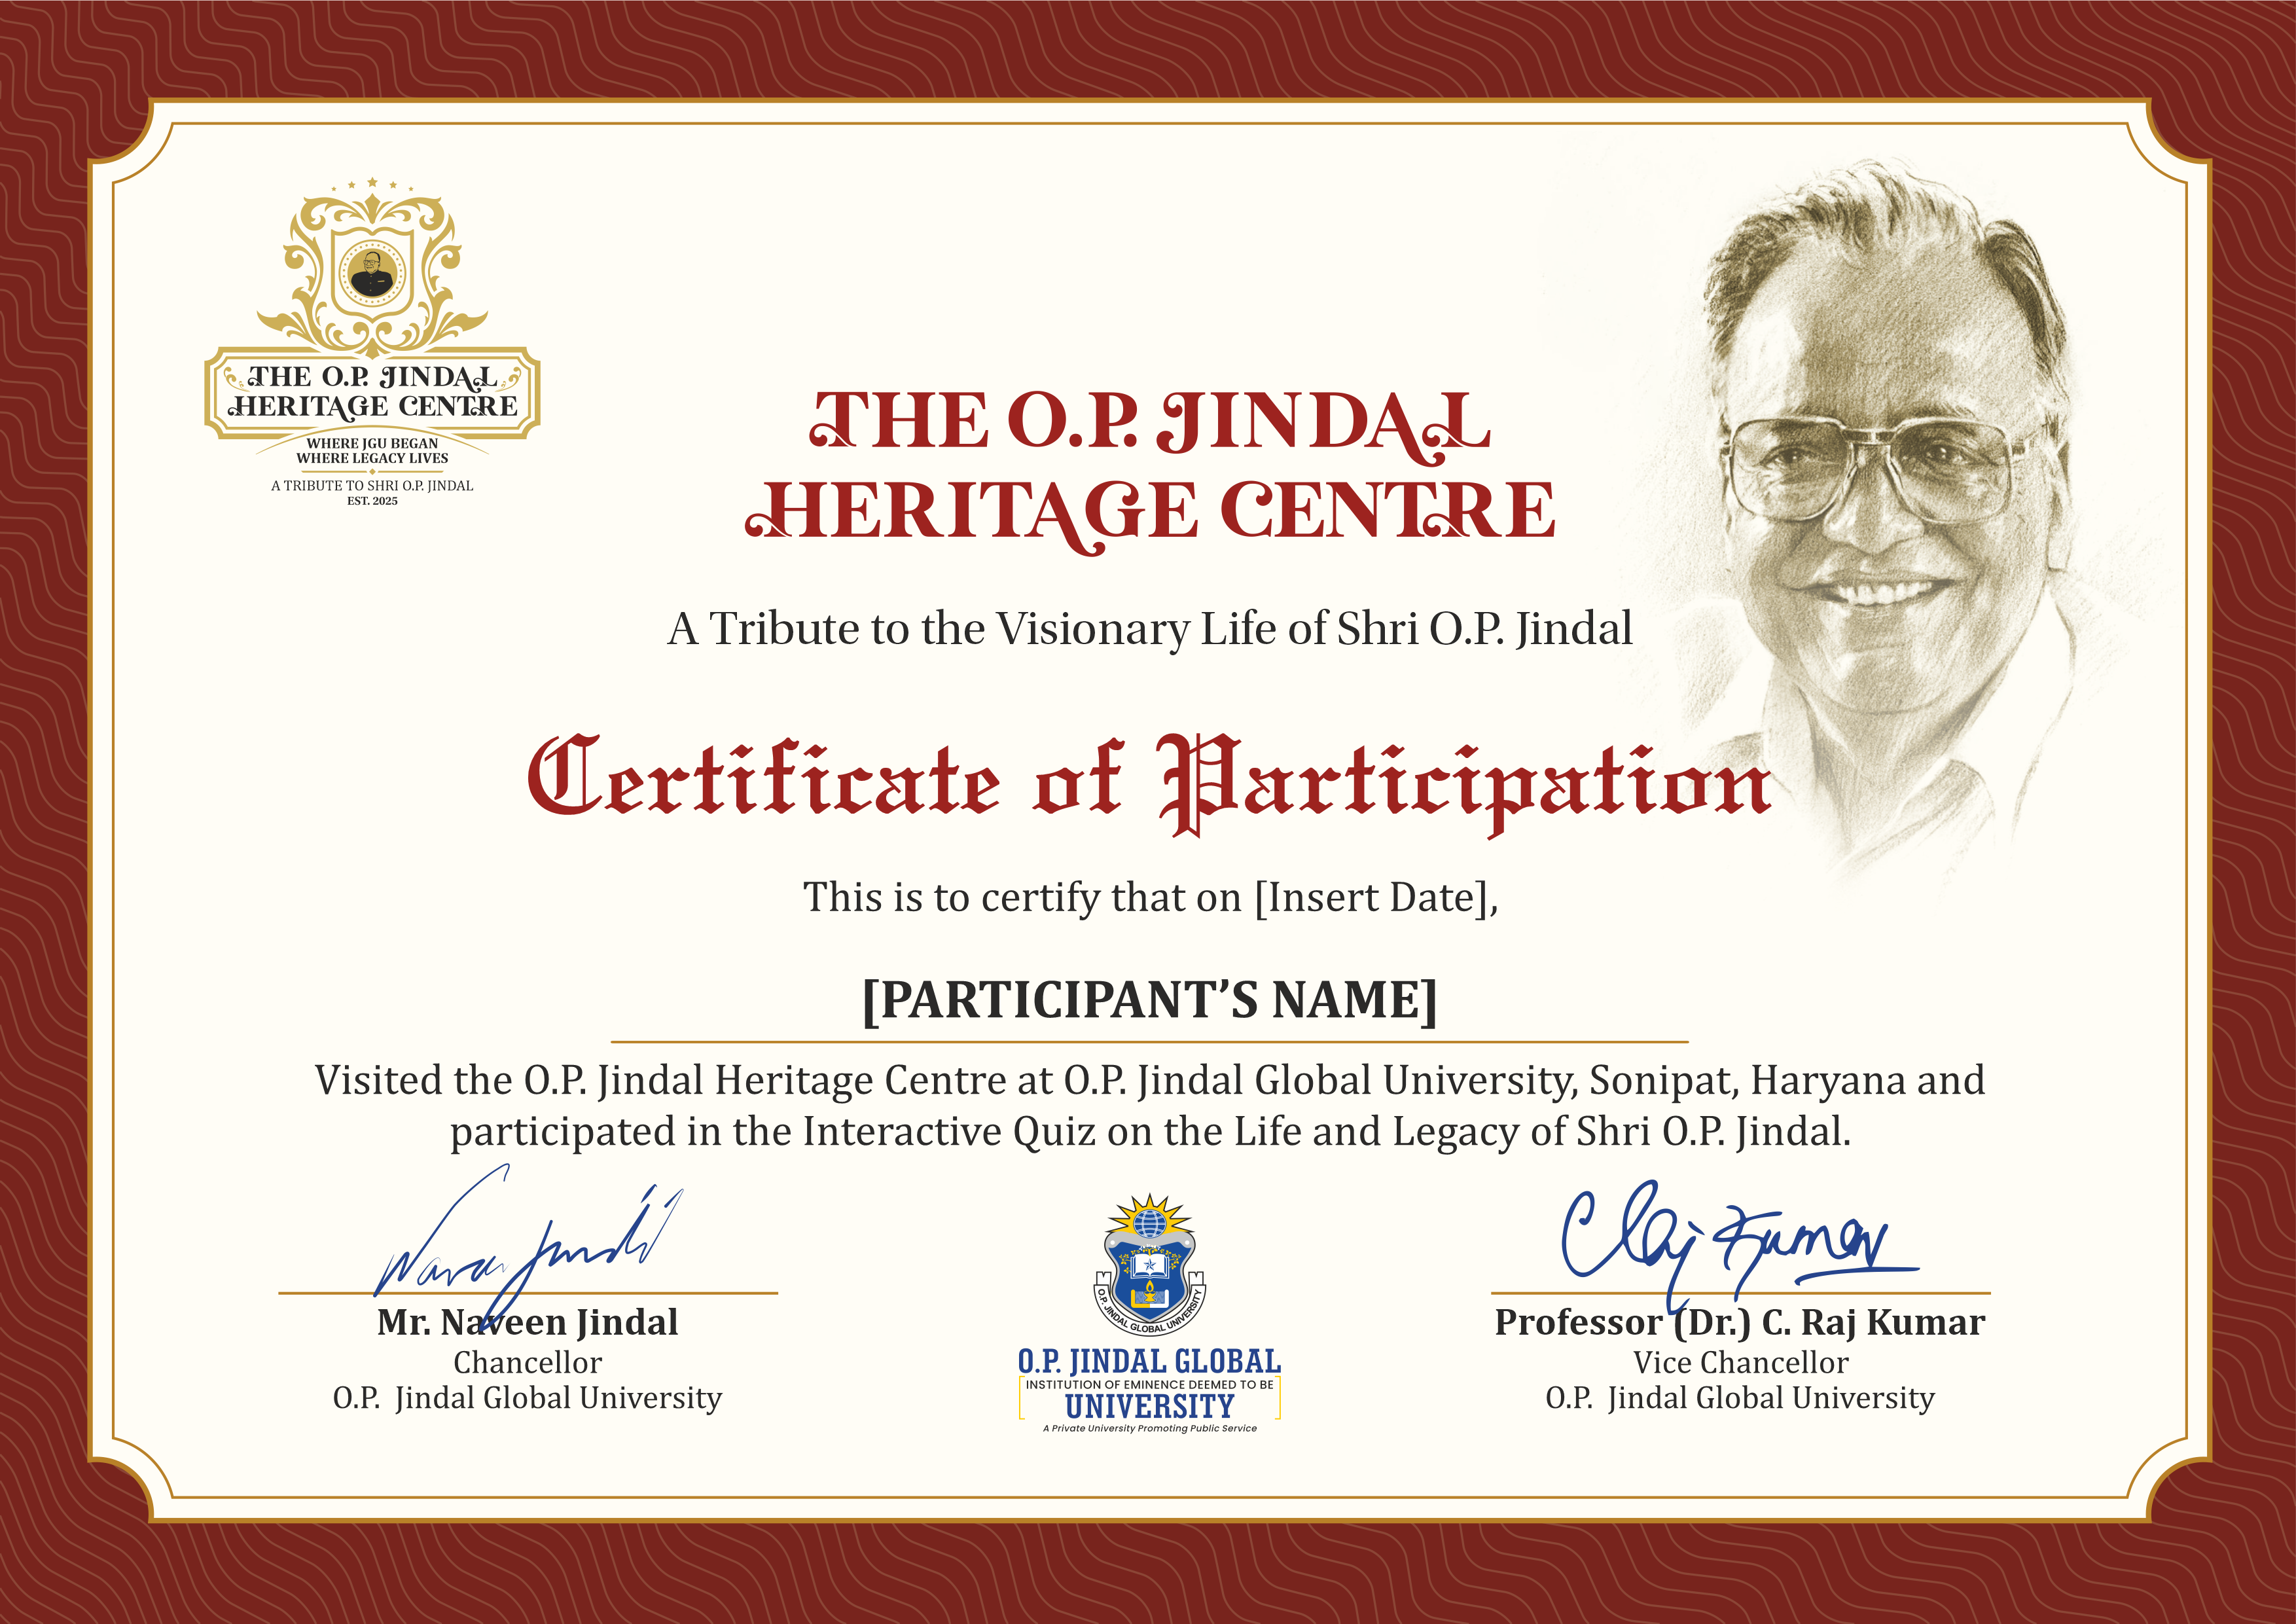 THE O.P. JINDAL
HERITAGE CENTRE
WHERE JGU BEGAN
WHERE LEGACY LIVES
A TRIBUTE TO SHRI O.P. JINDAL
EST. 2025
THE O.P. JINDAL
HERITAGE CENTRE
A Tribute to the Visionary Life of Shri O.P. Jindal
Certificate of Participation
This is to certify that on [Insert Date],
[PARTICIPANT’S NAME]
Visited the O.P. Jindal Heritage Centre at O.P. Jindal Global University, Sonipat, Haryana and
participated in the Interactive Quiz on the Life and Legacy of Shri O.P. Jindal.
Mr. Naveen Jindal
Chancellor
O.P. Jindal Global University
O.P. JINDAL GLOBAL UNIVERSITY
O.P. JINDAL GLOBAL
INSTITUTION OF EMINENCE DEEMED TO BE
UNIVERSITY
A Private University Promoting Public Service
C Raj Kumar
Professor (Dr.) C. Raj Kumar
Vice Chancellor
O.P. Jindal Global University